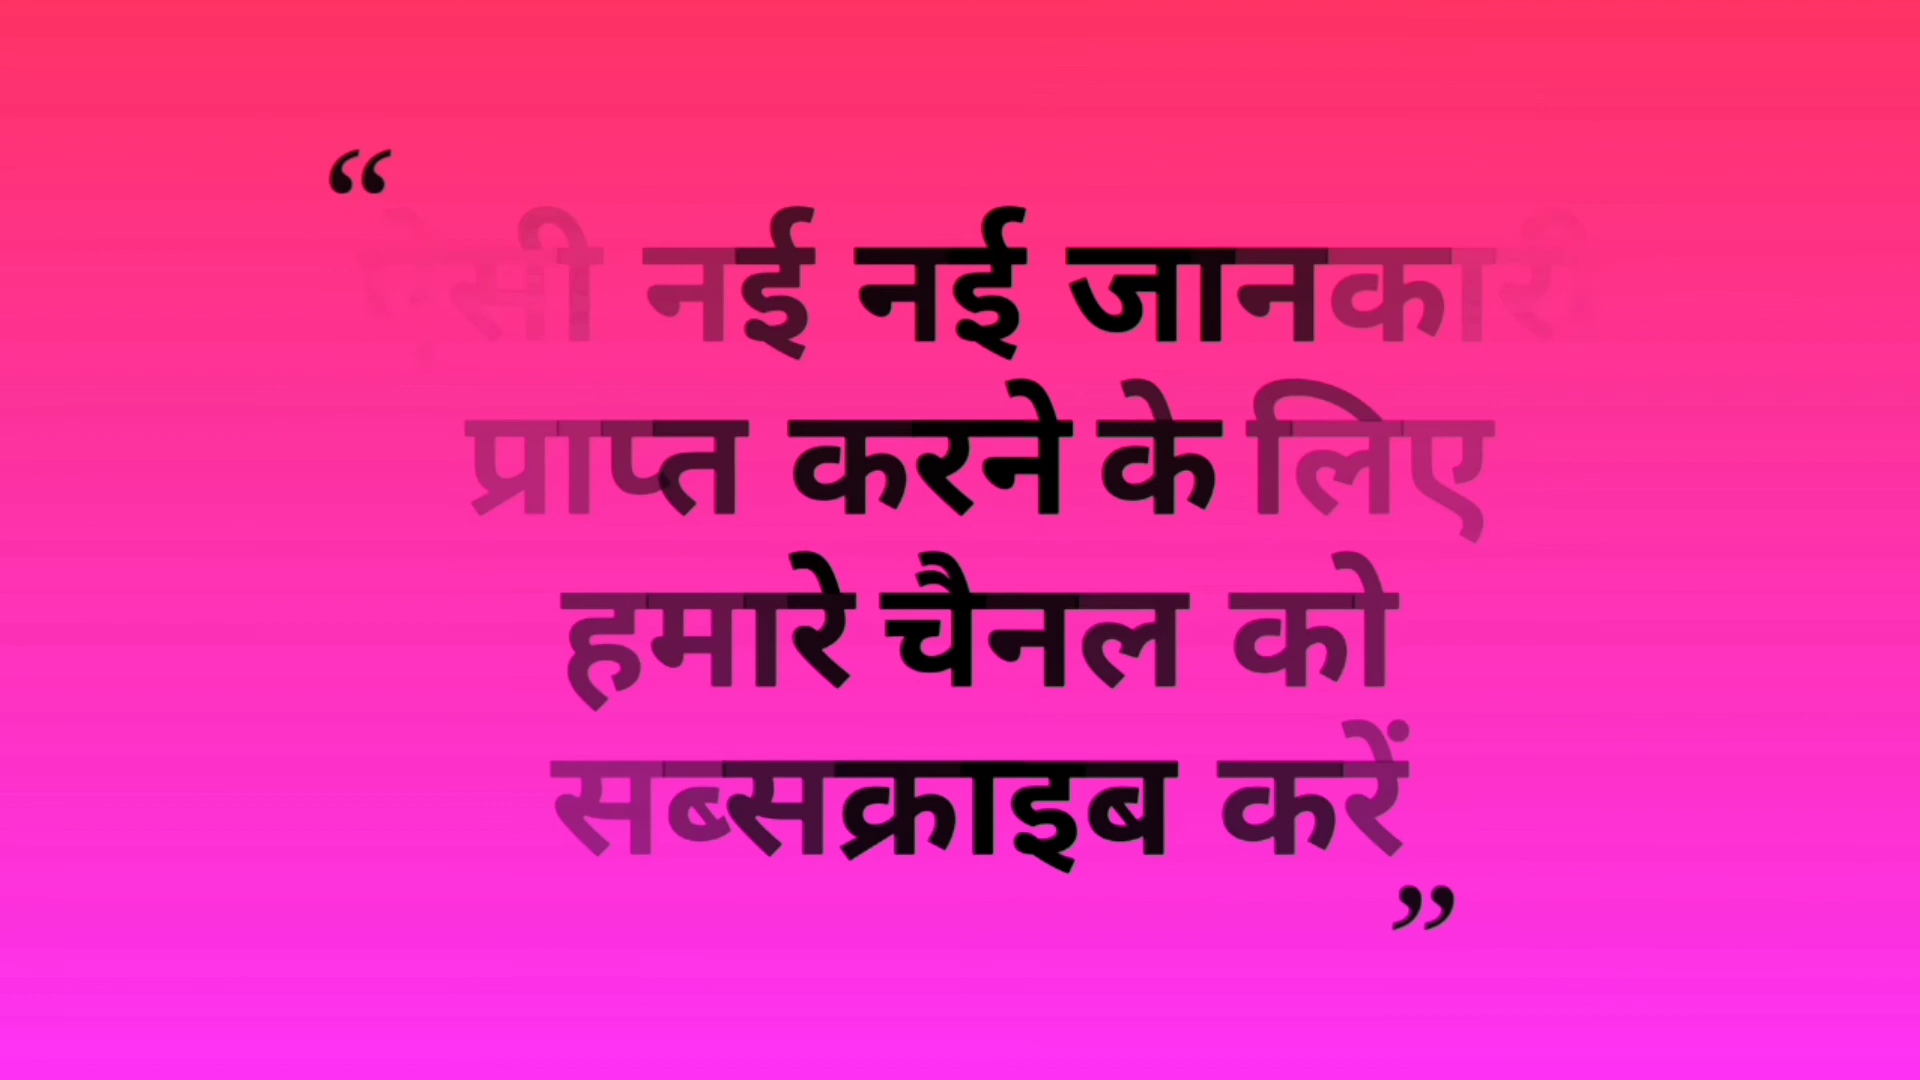 “
ऐसी नई नई जानकारी
प्राप्त करने के लिए
हमारे चैनल को
सब्सक्राइब करें
”